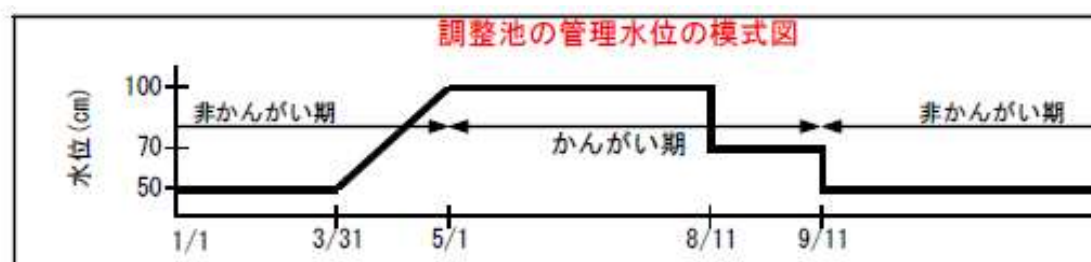 調整池の管理水位の模式図
水位(cm)
100
70
50
非かんがい期
かんがい期
非かんがい期
1/1
3/31
5/1
8/11
9/11